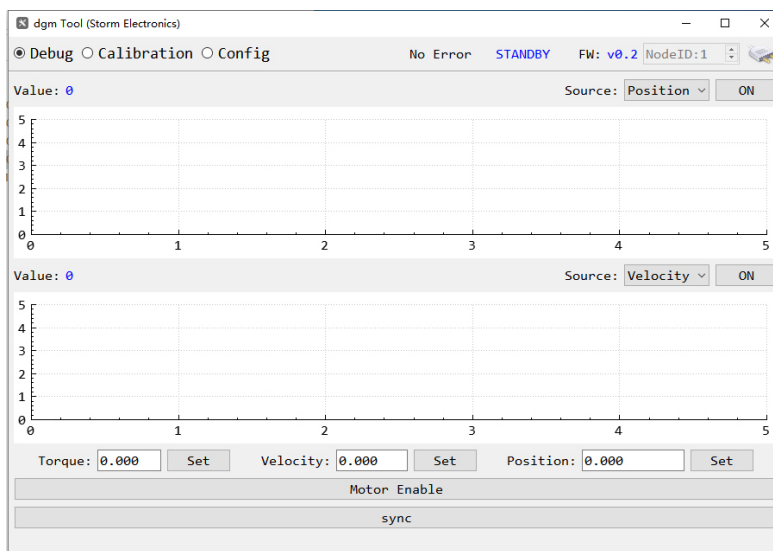 dgm Tool (Storm Electronics)
Debug Calibration Config No Error STANDBY FW: v0.2 NodeID:1
Value: 0 Source: Position ON
5
4
3
2
1
0
0 1 2 3 4 5
Value: 0 Source: Velocity ON
5
4
3
2
1
0
0 1 2 3 4 5
Torque: 0.000 Set Velocity: 0.000 Set Position: 0.000 Set
Motor Enable
sync